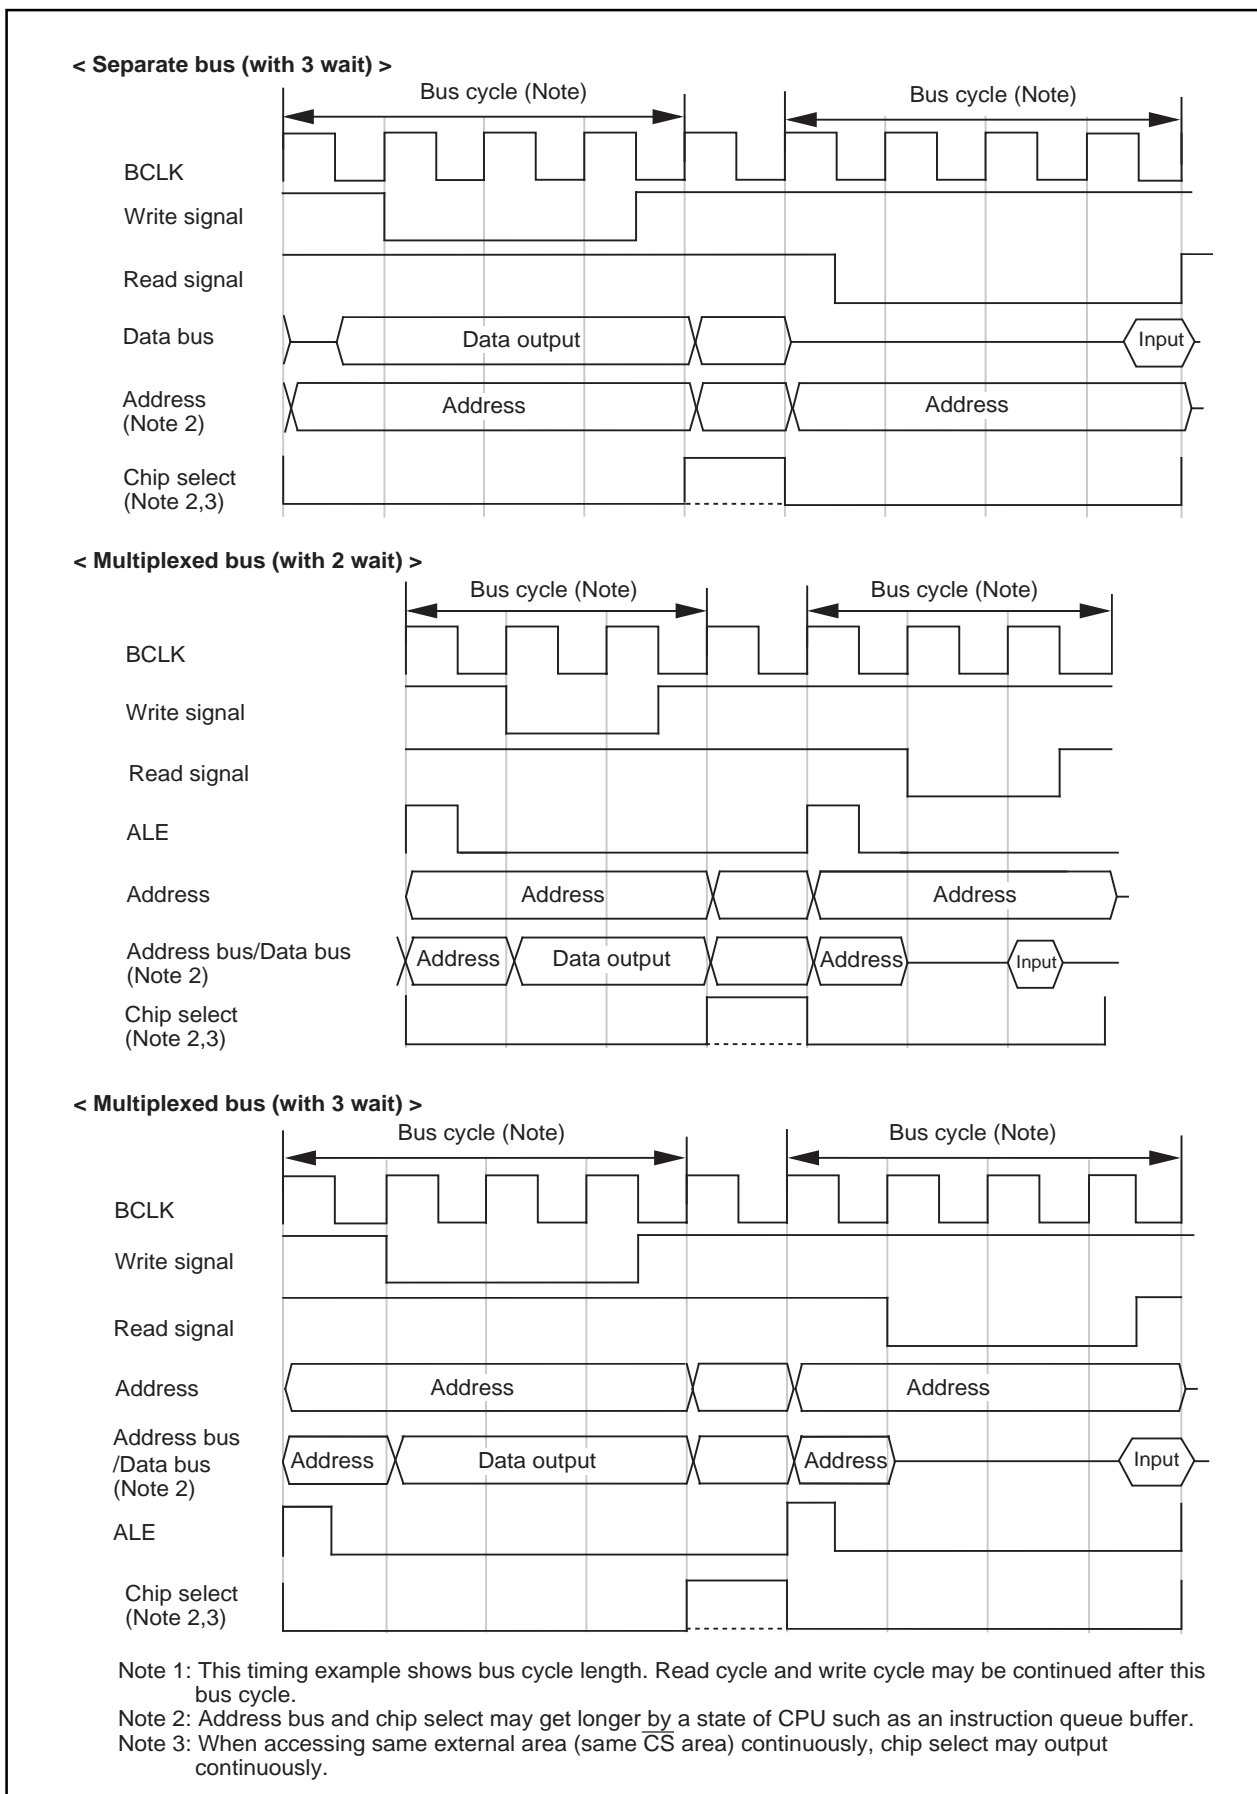 < Separate bus (with 3 wait) >
Bus cycle (Note)
Bus cycle (Note)
BCLK
Write signal
Read signal
Data bus
Data output
Input
Address
(Note 2)
Address
Address
Chip select
(Note 2,3)
< Multiplexed bus (with 2 wait) >
Bus cycle (Note)
Bus cycle (Note)
BCLK
Write signal
Read signal
ALE
Address
Address
Address
Address bus/Data bus
(Note 2)
Address
Data output
Address
Input
Chip select
(Note 2,3)
< Multiplexed bus (with 3 wait) >
Bus cycle (Note)
Bus cycle (Note)
BCLK
Write signal
Read signal
Address
Address
Address
Address bus
/Data bus
(Note 2)
Address
Data output
Address
Input
ALE
Chip select
(Note 2,3)
Note 1: This timing example shows bus cycle length. Read cycle and write cycle may be continued after this
bus cycle.
Note 2: Address bus and chip select may get longer by a state of CPU such as an instruction queue buffer.
Note 3: When accessing same external area (same C̅S̅ area) continuously, chip select may output
continuously.